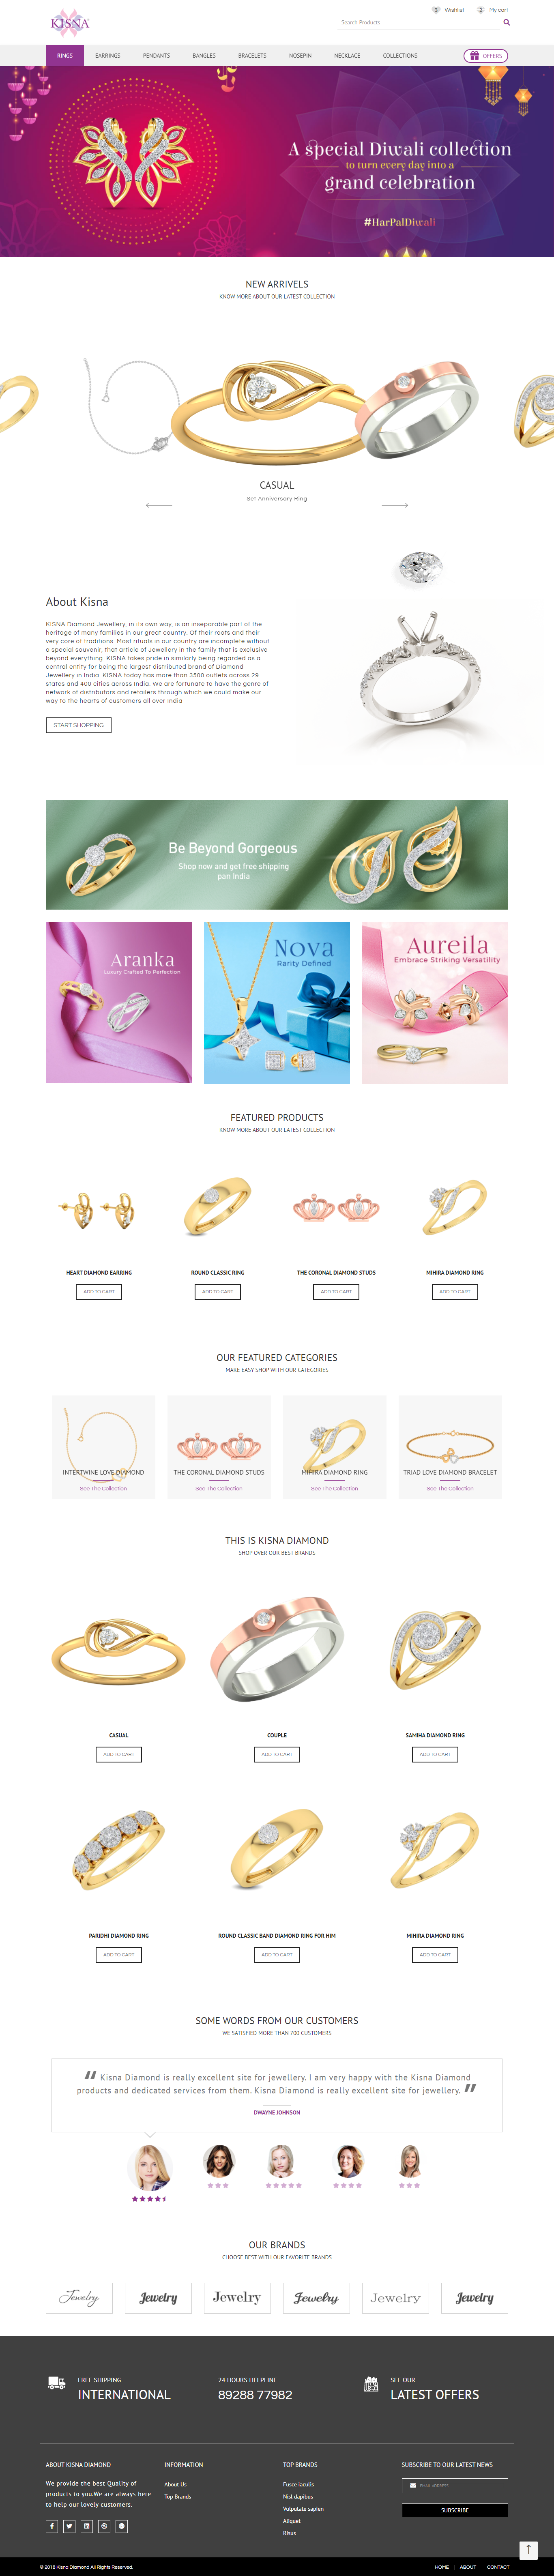 KISNA
3 Wishlist 2 My cart
Search Products
RINGS EARRINGS PENDANTS BANGLES BRACELETS NOSEPIN NECKLACE COLLECTIONS OFFERS
A special Diwali collection
to turn every day into a
grand celebration
#HarPalDiwali
NEW ARRIVELS
KNOW MORE ABOUT OUR LATEST COLLECTION
CASUAL
Set Anniversary Ring
About Kisna
KISNA Diamond Jewellery, in its own way, is an inseparable part of the
heritage of many families in our great country. Of their roots and their
very core of traditions. Most rituals in our country are incomplete without
a special souvenir, that article of Jewellery in the family that is exclusive
beyond everything. KISNA takes pride in similarly being regarded as a
central entity for being the largest distributed brand of Diamond
Jewellery in India. KISNA today has more than 3500 outlets across 29
states and 400 cities across India. We are fortunate to have the genre of
network of distributors and retailers through which we could make our
way to the hearts of customers all over India
START SHOPPING
Be Beyond Gorgeous
Shop now and get free shipping
pan India
Aranka
Luxury Crafted To Perfection
Nova
Rarity Defined
Aureila
Embrace Striking Versatility
FEATURED PRODUCTS
KNOW MORE ABOUT OUR LATEST COLLECTION
HEART DIAMOND EARRING ROUND CLASSIC RING THE CORONAL DIAMOND STUDS MIHIRA DIAMOND RING
ADD TO CART ADD TO CART ADD TO CART ADD TO CART
OUR FEATURED CATEGORIES
MAKE EASY SHOP WITH OUR CATEGORIES
INTERTWINE LOVE DIAMOND THE CORONAL DIAMOND STUDS MIHIRA DIAMOND RING TRIAD LOVE DIAMOND BRACELET
See The Collection See The Collection See The Collection See The Collection
THIS IS KISNA DIAMOND
SHOP OVER OUR BEST BRANDS
CASUAL COUPLE SAMIHA DIAMOND RING
ADD TO CART ADD TO CART ADD TO CART
PARIDHI DIAMOND RING ROUND CLASSIC BAND DIAMOND RING FOR HIM MIHIRA DIAMOND RING
ADD TO CART ADD TO CART ADD TO CART
SOME WORDS FROM OUR CUSTOMERS
WE SATISFIED MORE THAN 700 CUSTOMERS
“ Kisna Diamond is really excellent site for jewellery. I am very happy with the Kisna Diamond
products and dedicated services from them. Kisna Diamond is really excellent site for jewellery. ”
DWAYNE JOHNSON
OUR BRANDS
CHOOSE BEST WITH OUR FAVORITE BRANDS
Jewelry Jewelry Jewelry Jewelry Jewelry Jewelry
FREE SHIPPING 24 HOURS HELPLINE SEE OUR
INTERNATIONAL 89288 77982 LATEST OFFERS
ABOUT KISNA DIAMOND
We provide the best Quality of
products to you.We are always here
to help our lovely customers.
INFORMATION
About Us
Top Brands
TOP BRANDS
Fusce iaculis
Nisl dapibus
Vulputate sapien
Aliquet
Risus
SUBSCRIBE TO OUR LATEST NEWS
EMAIL ADDRESS
SUBSCRIBE
© 2018 Kisna Diamond All Rights Reserved. HOME | ABOUT | CONTACT